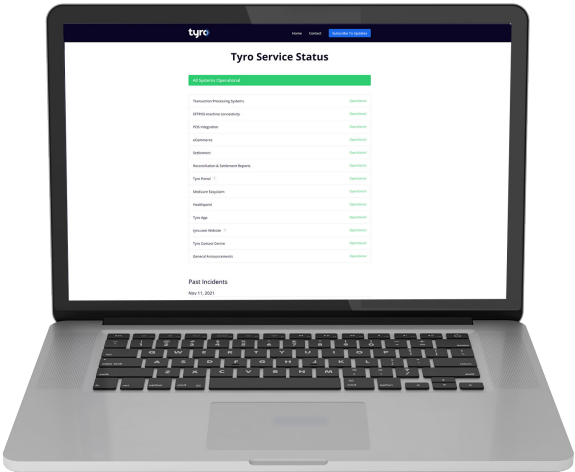 tyro
Home Contact Subscribe To Updates
Tyro Service Status
All Systems Operational
Transaction Processing Systems Operational
EFTPOS machine connectivity Operational
POS Integration Operational
eCommerce Operational
Settlement Operational
Reconciliation & Settlement Reports Operational
Tyro Portal ? Operational
Medicare Easyclaim Operational
Healthpoint Operational
Tyro App Operational
tyro.com Website ? Operational
Tyro Contact Centre Operational
General Announcements Operational
Past Incidents
Nov 11, 2021
Q W E R T Y U I O P
A S D F G H J K L
Z X C V B N M